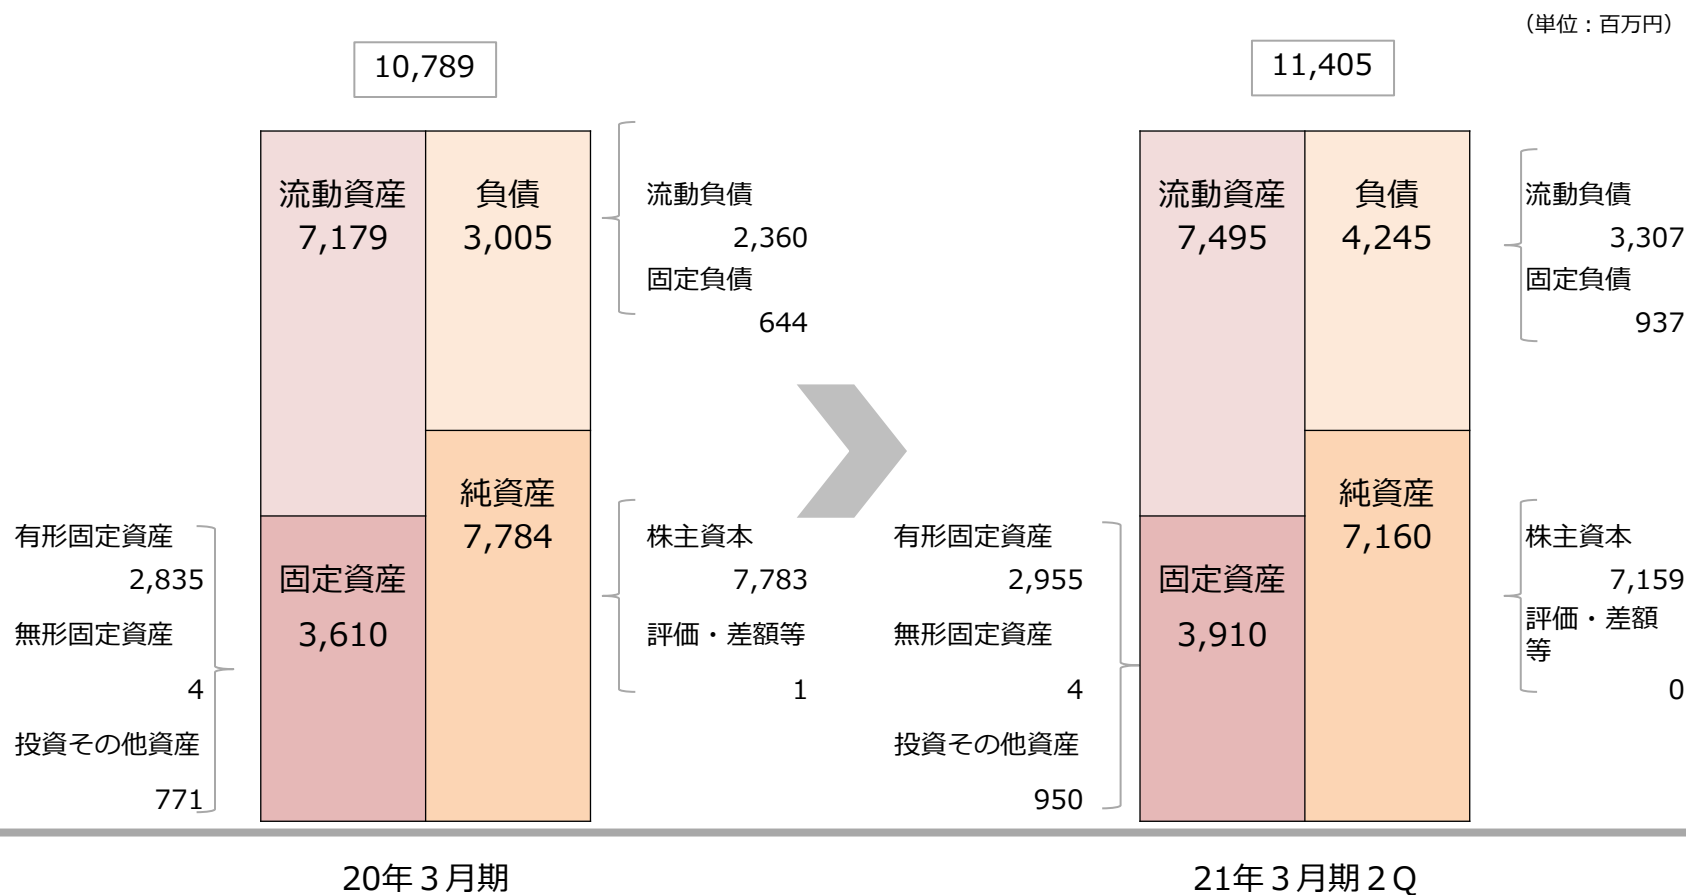 （単位：百万円）
10,789
流動資産
7,179
負債
3,005
流動負債
2,360
固定負債
644
純資産
7,784
株主資本
7,783
評価・差額等
1
有形固定資産
2,835
無形固定資産
4
投資その他資産
771
固定資産
3,610
20年３月期
11,405
流動資産
7,495
負債
4,245
流動負債
3,307
固定負債
937
純資産
7,160
株主資本
7,159
評価・差額
等
0
有形固定資産
2,955
無形固定資産
4
投資その他資産
950
固定資産
3,910
21年３月期２Q